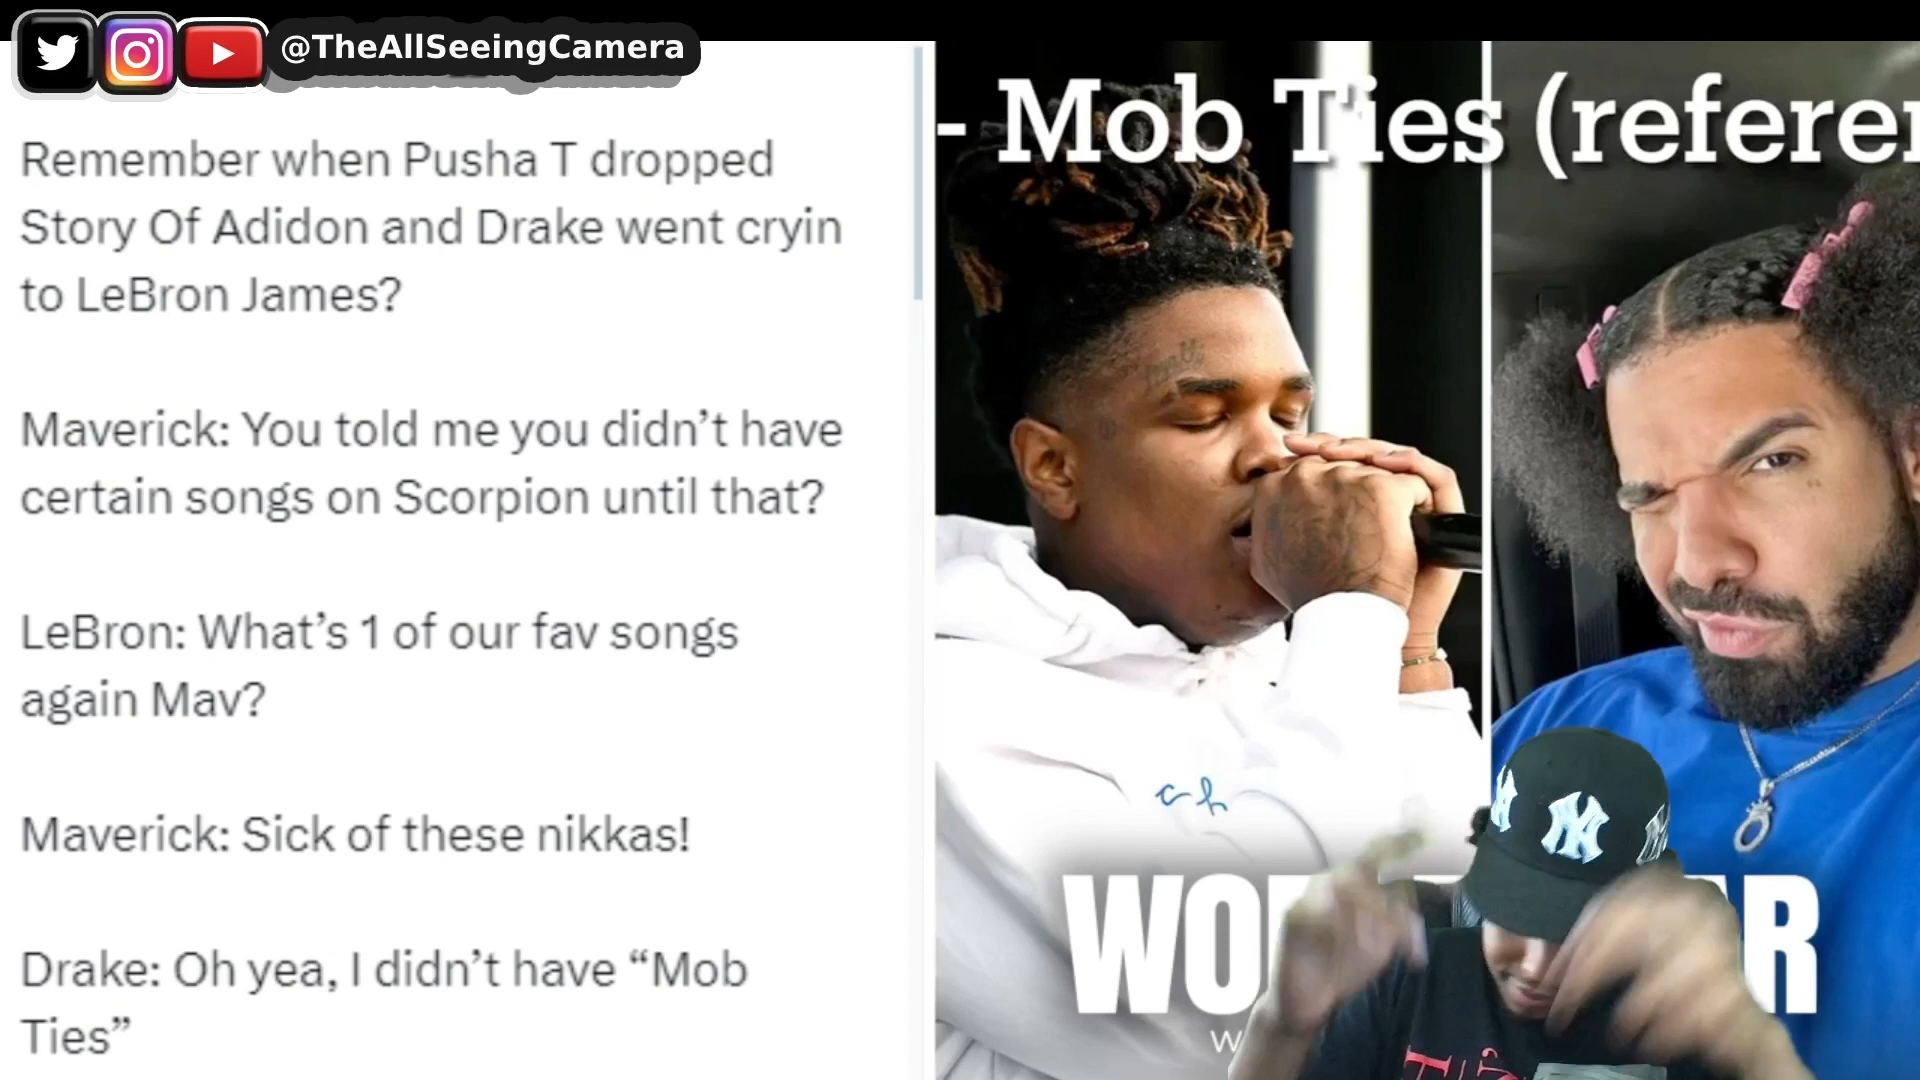 @TheAllSeeingCamera
Remember when Pusha T dropped
Story Of Adidon and Drake went cryin
to LeBron James?
Maverick: You told me you didn’t have
certain songs on Scorpion until that?
LeBron: What’s 1 of our fav songs
again Mav?
Maverick: Sick of these nikkas!
Drake: Oh yea, I didn’t have “Mob
Ties”
- Mob Ties (referen
NY